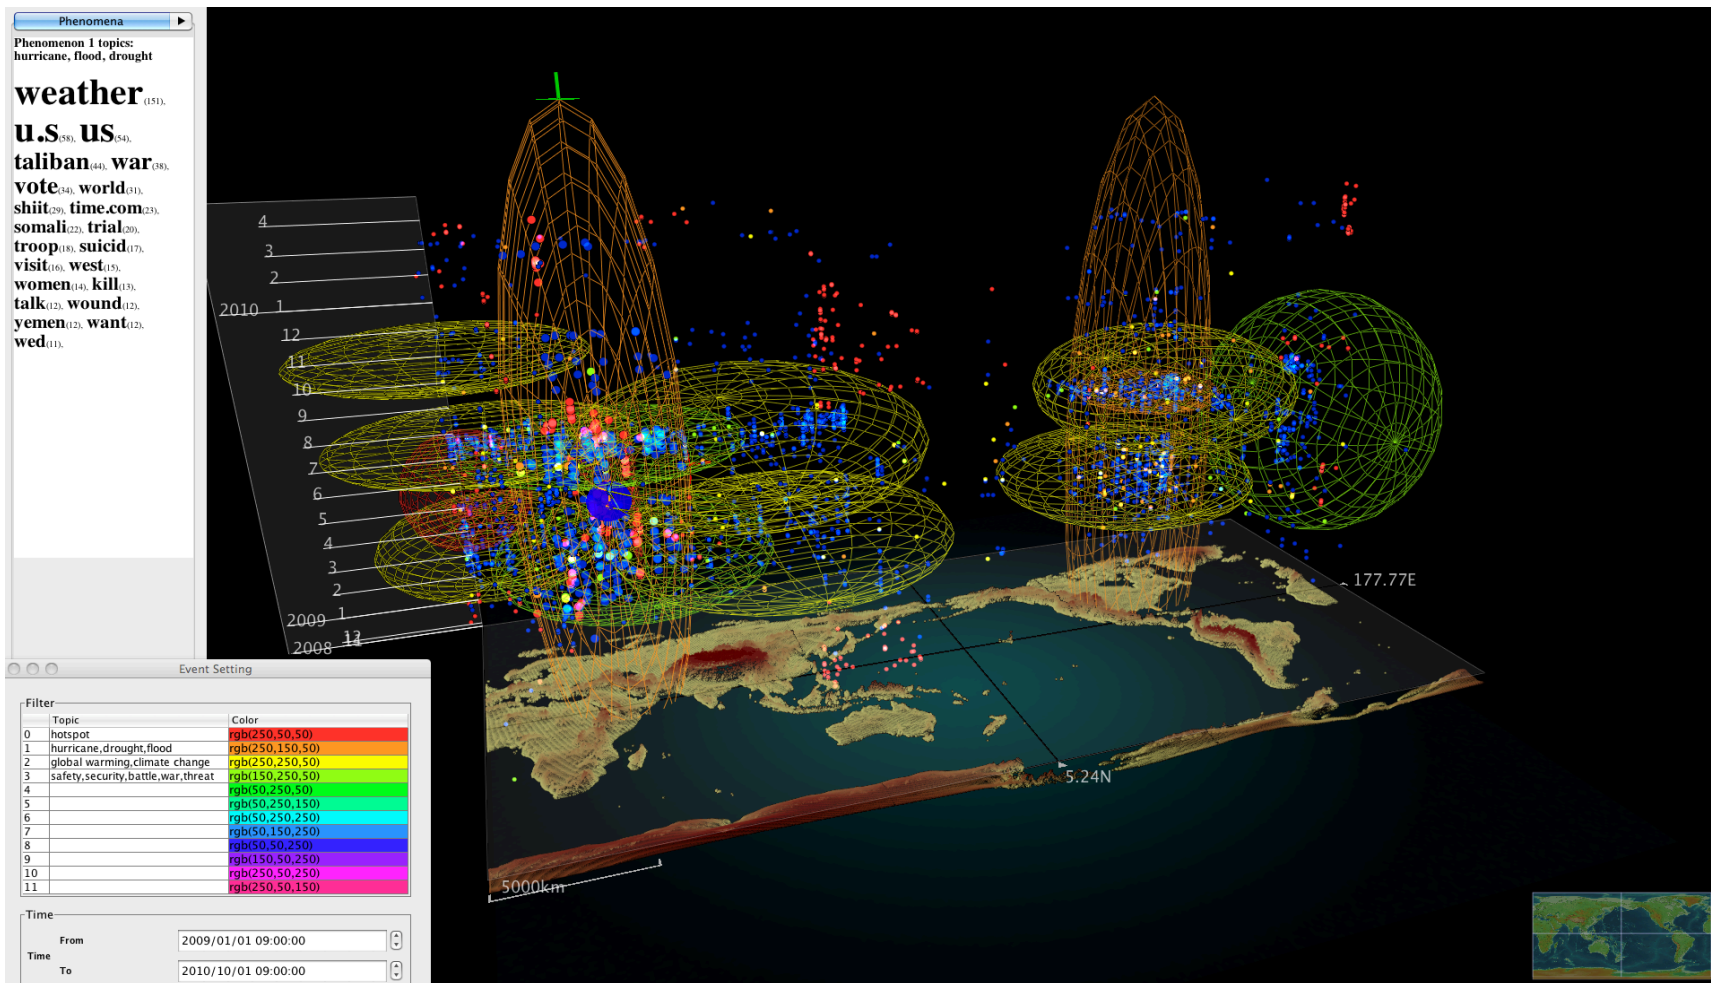 Phenomena
Phenomenon 1 topics:
hurricane, flood, drought
weather(151),
u.s(58), us(54),
taliban(44), war(38),
vote(34), world(31),
shiit(29), time.com(23),
somali(22), trial(20),
troop(18), suicid(17),
visit(16), west(15),
women(14), kill(13),
talk(12), wound(12),
yemen(12), want(12),
wed(11),
4
3
2
2010 1
12
11
10
9
8
7
6
5
4
3
2
2009 1
12
2008
177.77E
5.24N
5000km
Event Setting
Filter
Topic Color
0 hotspot rgb(250,50,50)
1 hurricane,drought,flood rgb(250,150,50)
2 global warming,climate change rgb(250,250,50)
3 safety,security,battle,war,threat rgb(150,250,50)
4 rgb(50,250,50)
5 rgb(50,250,150)
6 rgb(50,250,250)
7 rgb(50,150,250)
8 rgb(50,50,250)
9 rgb(150,50,250)
10 rgb(250,50,250)
11 rgb(250,50,150)
Time
From 2009/01/01 09:00:00
Time
To 2010/10/01 09:00:00